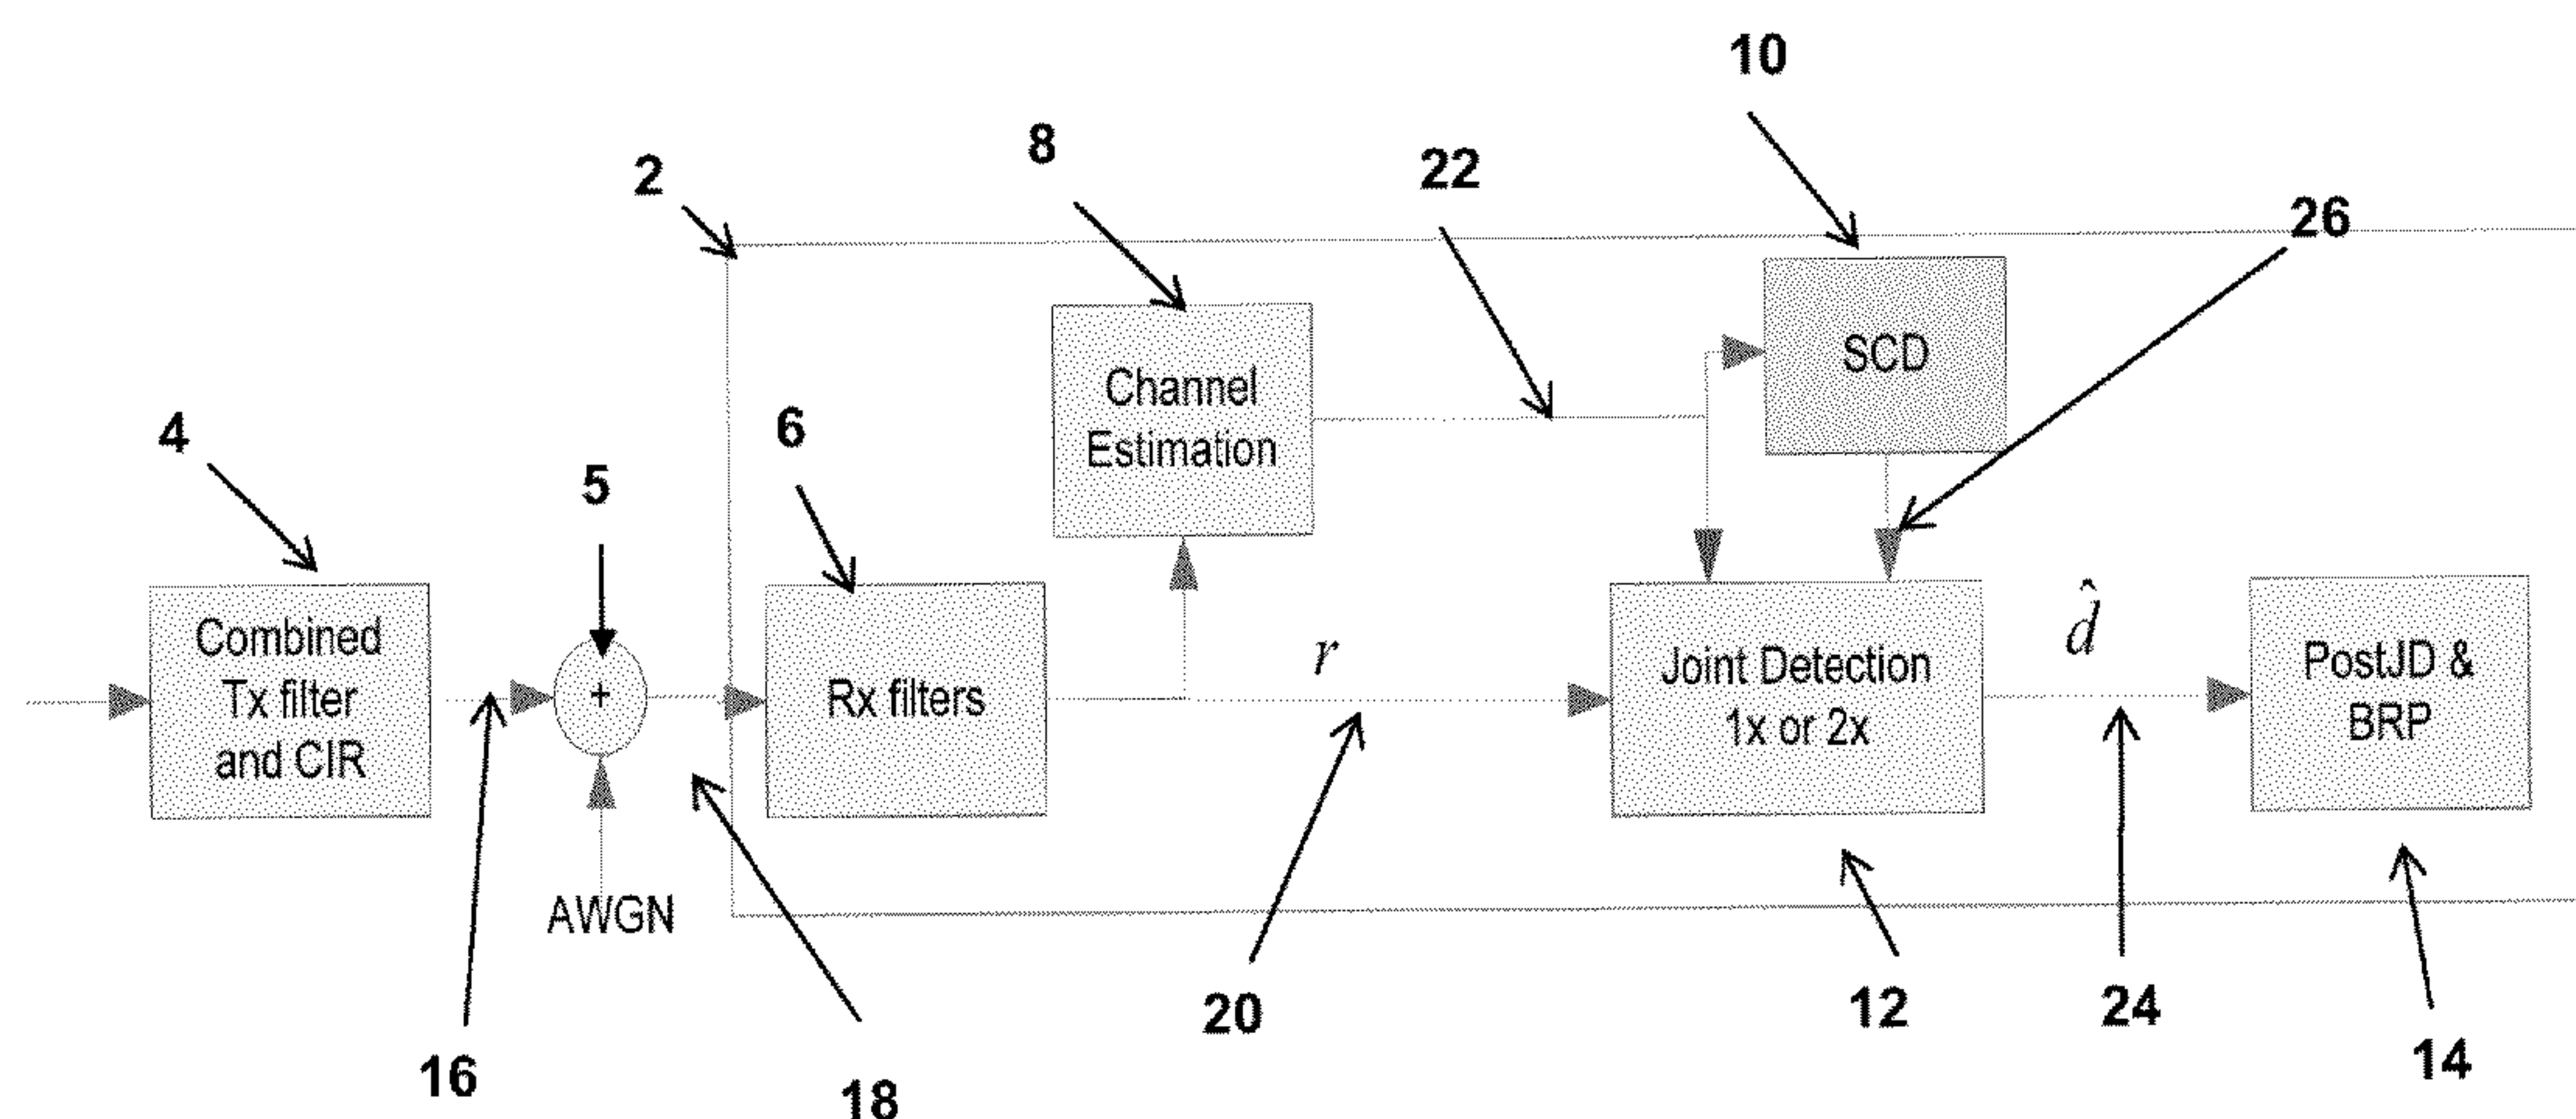 10
8
2
22
26
SCD
Channel
Estimation
4
5
6
Combined
Tx filter
and CIR
+
Rx filters
r
Joint Detection
1x or 2x
d̂
PostJD &
BRP
AWGN
16
18
20
12
24
14